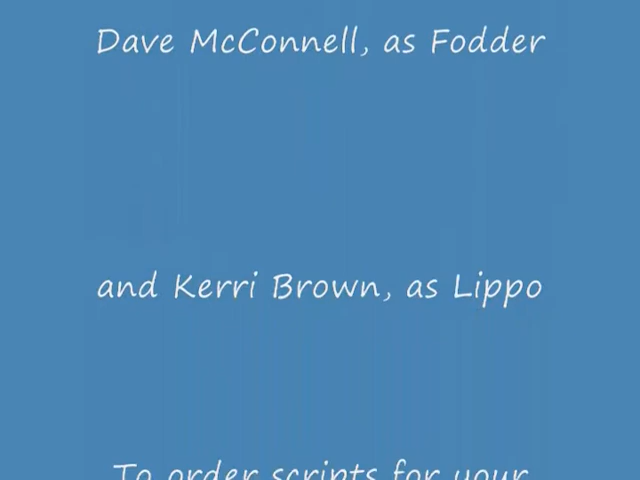 Dave McConnell, as Fodder
and Kerri Brown, as Lippo
To order scripts for your